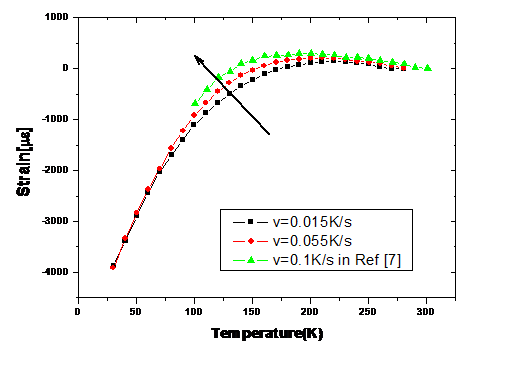 1000
0
-1000
-2000
-3000
-4000
Strain[με]
v=0.015K/s
v=0.055K/s
v=0.1K/s in Ref [7]
0 50 100 150 200 250 300
Temperature(K)